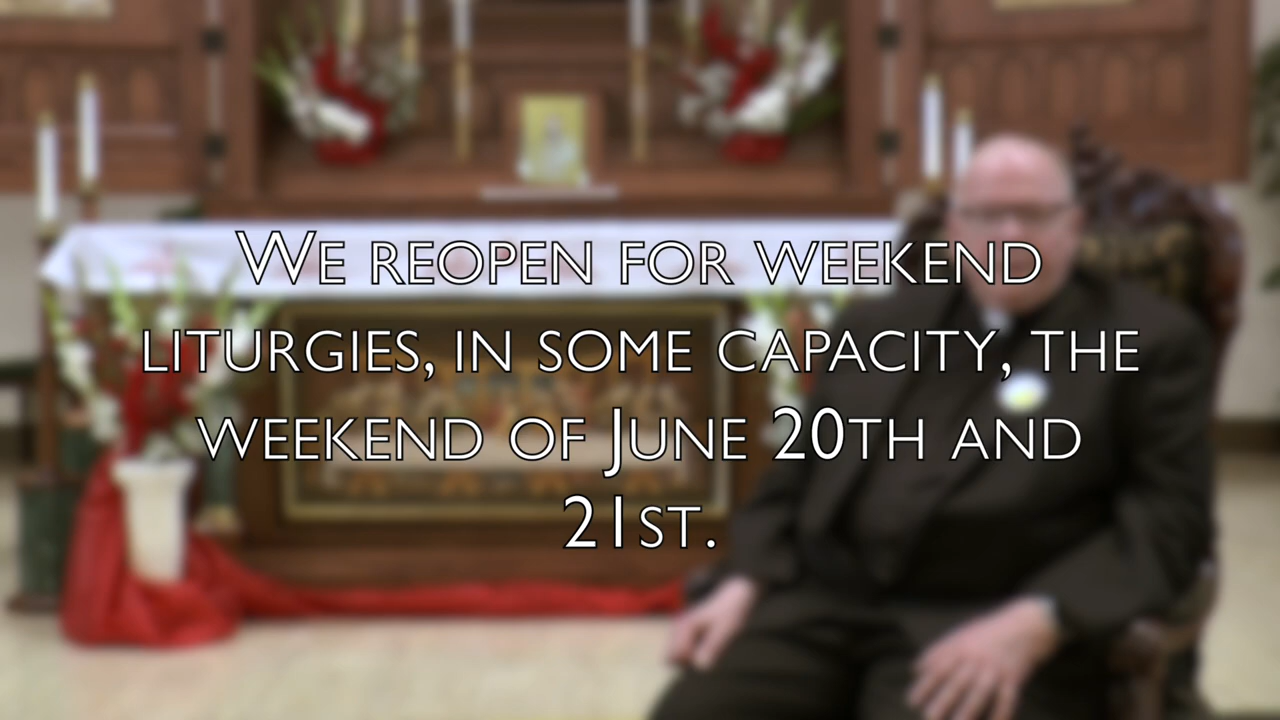 We reopen for weekend
liturgies, in some capacity, the
weekend of June 20th and
21st.